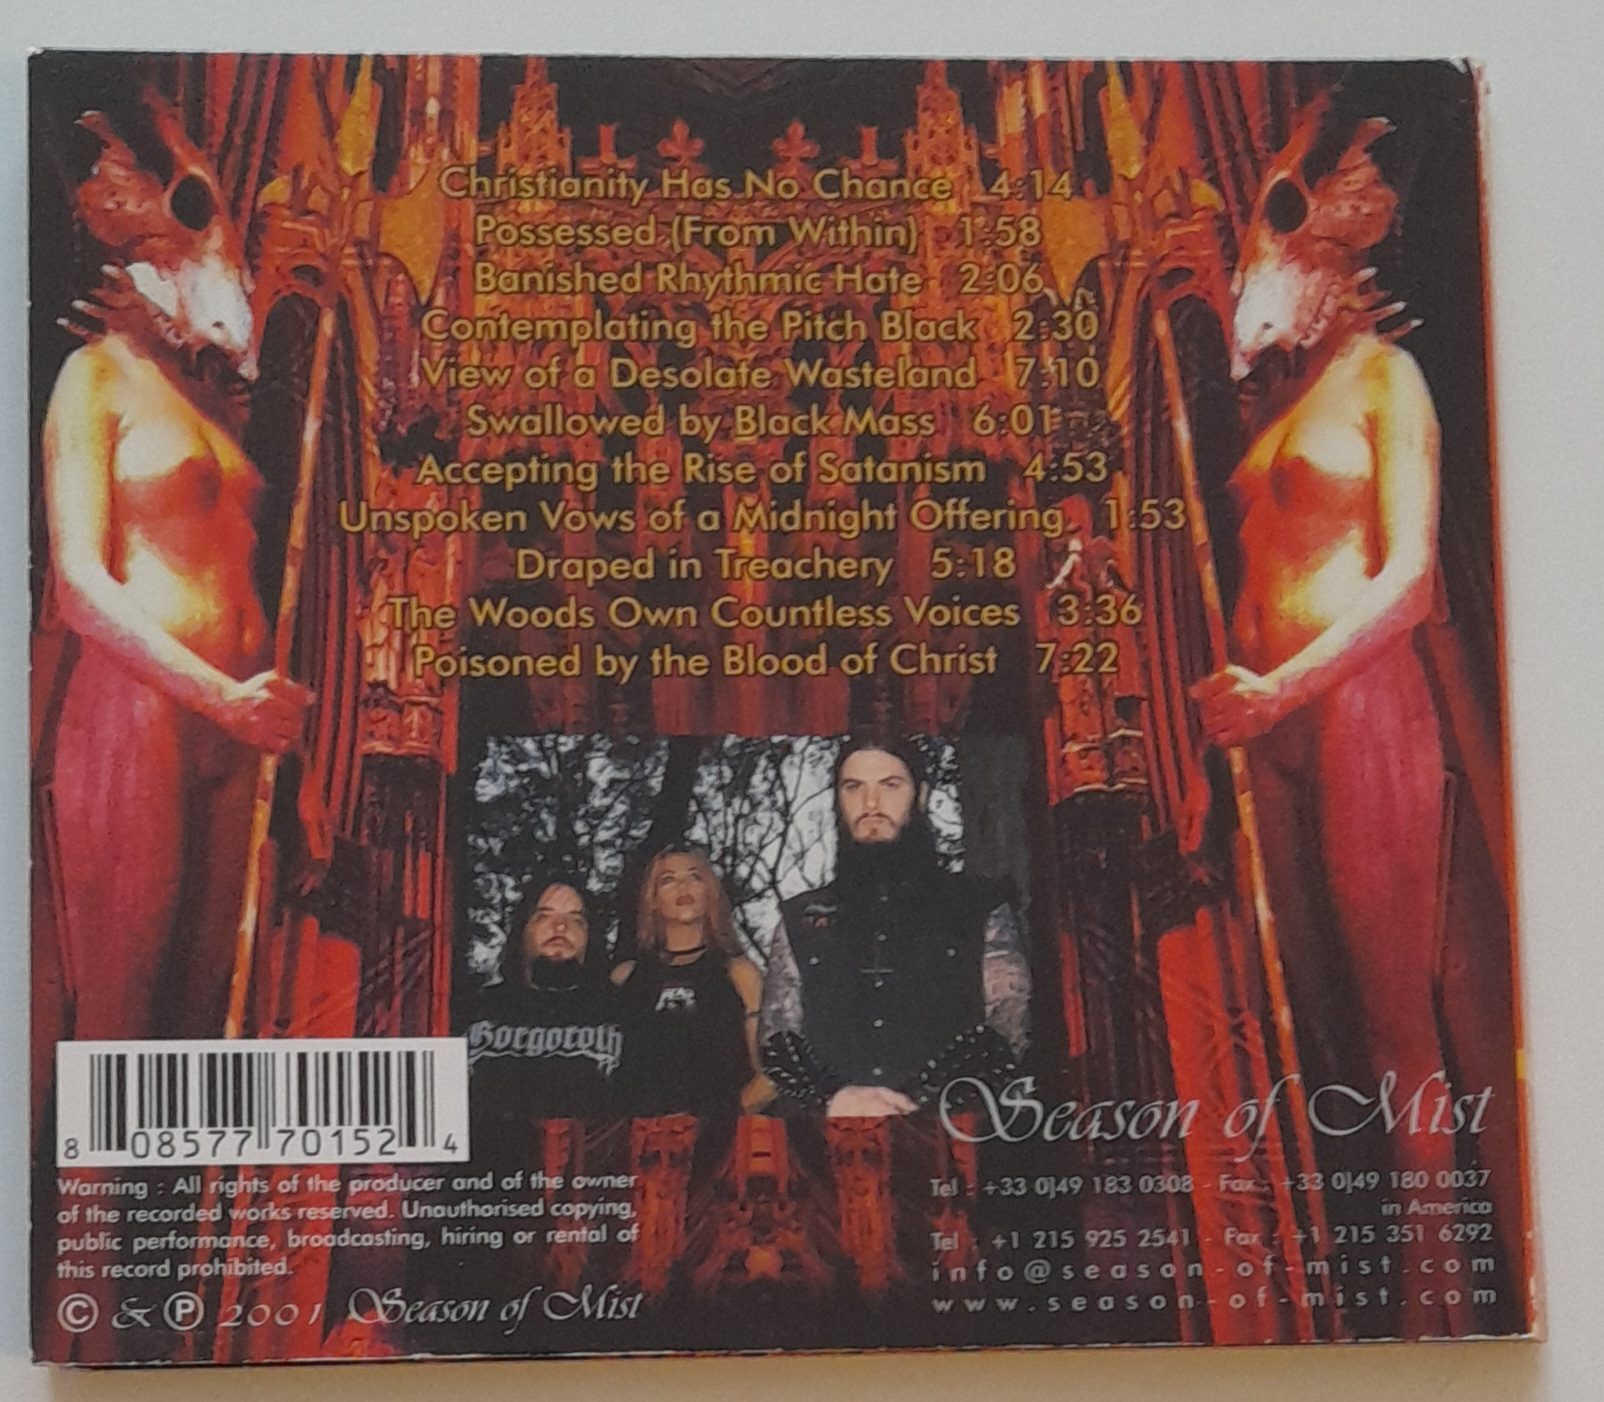 Christianity Has No Chance 4:14
Possessed (From Within) 1:58
Banished Rhythmic Hate 2:06
Contemplating the Pitch Black 2:30
View of a Desolate Wasteland 7:10
Swallowed by Black Mass 6:01
Accepting the Rise of Satanism 4:53
Unspoken Vows of a Midnight Offering 1:53
Draped in Treachery 5:18
The Woods Own Countless Voices 3:36
Poisoned by the Blood of Christ 7:22
Gorgoroth
8 08577 70152 4
Warning : All rights of the producer and of the owner
of the recorded works reserved. Unauthorised copying,
public performance, broadcasting, hiring or rental of
this record prohibited.
© & ℗ 2001 Season of Mist
Season of Mist
Tel : +33 0)49 183 0308 - Fax : +33 0)49 180 0037
in America
Tel : +1 215 925 2541 - Fax : +1 215 351 6292
info@season-of-mist.com
www.season-of-mist.com